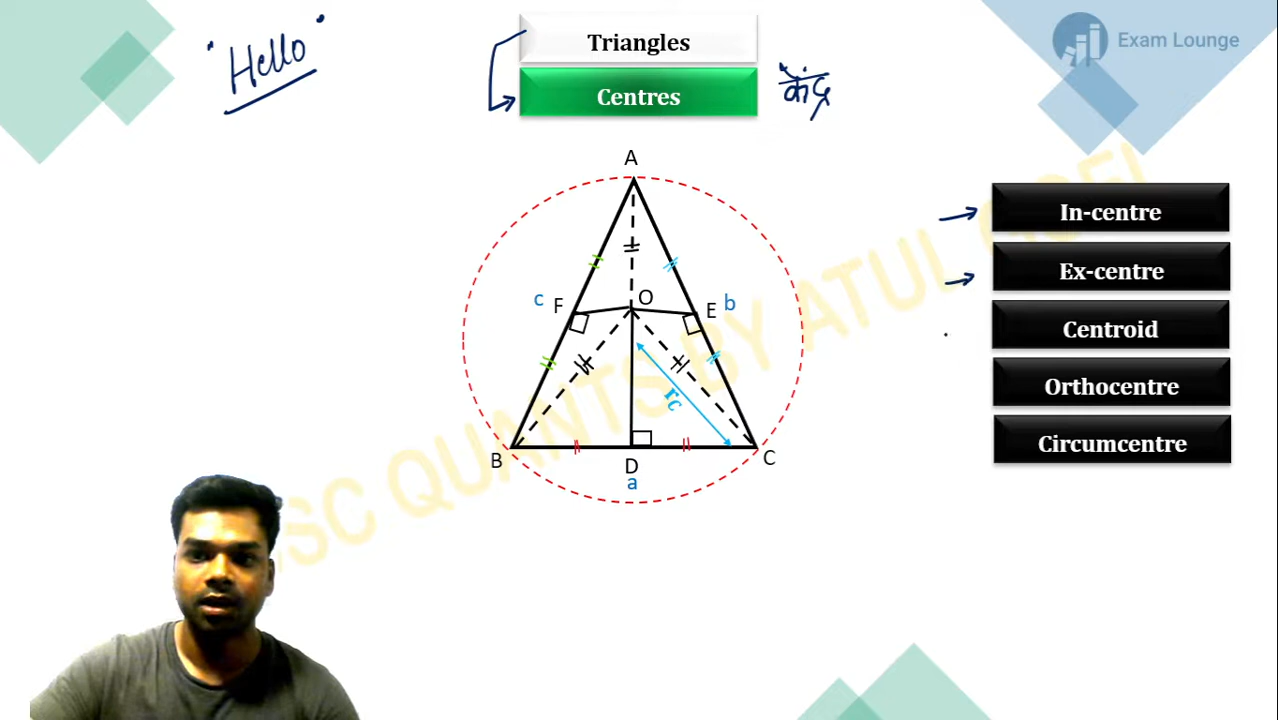 "Hello"
Triangles
Centres
Exam Lounge
A
c
F
O
E
b
rc
B
D
C
a
In-centre
Ex-centre
Centroid
Orthocentre
Circumcentre
SSC QUANTS BY ATUL